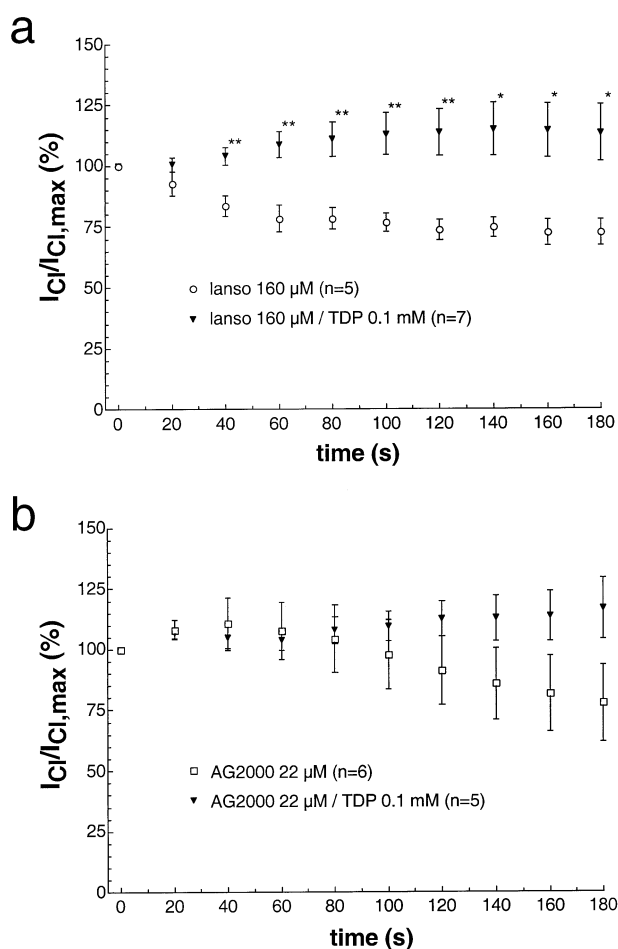 a
150
125
100
75
50
25
0
** ** ** ** ** * * *
ICl/ICl,max (%)
lanso 160 µM (n=5)
lanso 160 µM / TDP 0.1 mM (n=7)
0 20 40 60 80 100 120 140 160 180
time (s)
b
150
125
100
75
50
25
0
ICl/ICl,max (%)
AG2000 22 µM (n=6)
AG2000 22 µM / TDP 0.1 mM (n=5)
0 20 40 60 80 100 120 140 160 180
time (s)